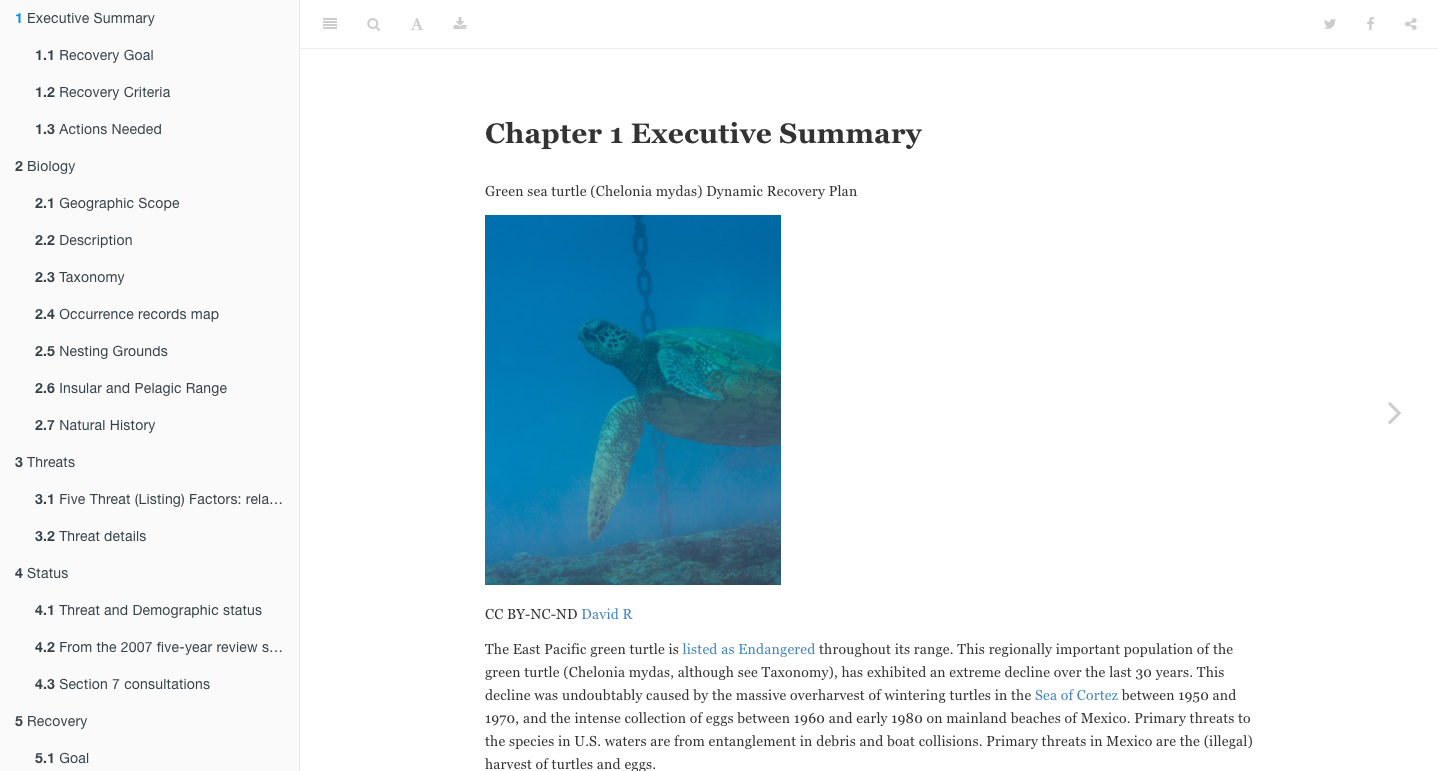 1 Executive Summary
1.1 Recovery Goal
1.2 Recovery Criteria
1.3 Actions Needed
2 Biology
2.1 Geographic Scope
2.2 Description
2.3 Taxonomy
2.4 Occurrence records map
2.5 Nesting Grounds
2.6 Insular and Pelagic Range
2.7 Natural History
3 Threats
3.1 Five Threat (Listing) Factors: rela…
3.2 Threat details
4 Status
4.1 Threat and Demographic status
4.2 From the 2007 five-year review s…
4.3 Section 7 consultations
5 Recovery
5.1 Goal
A
Chapter 1 Executive Summary
Green sea turtle (Chelonia mydas) Dynamic Recovery Plan
CC BY-NC-ND David R
The East Pacific green turtle is listed as Endangered throughout its range. This regionally important population of the
green turtle (Chelonia mydas, although see Taxonomy), has exhibited an extreme decline over the last 30 years. This
decline was undoubtably caused by the massive overharvest of wintering turtles in the Sea of Cortez between 1950 and
1970, and the intense collection of eggs between 1960 and early 1980 on mainland beaches of Mexico. Primary threats to
the species in U.S. waters are from entanglement in debris and boat collisions. Primary threats in Mexico are the (illegal)
harvest of turtles and eggs.